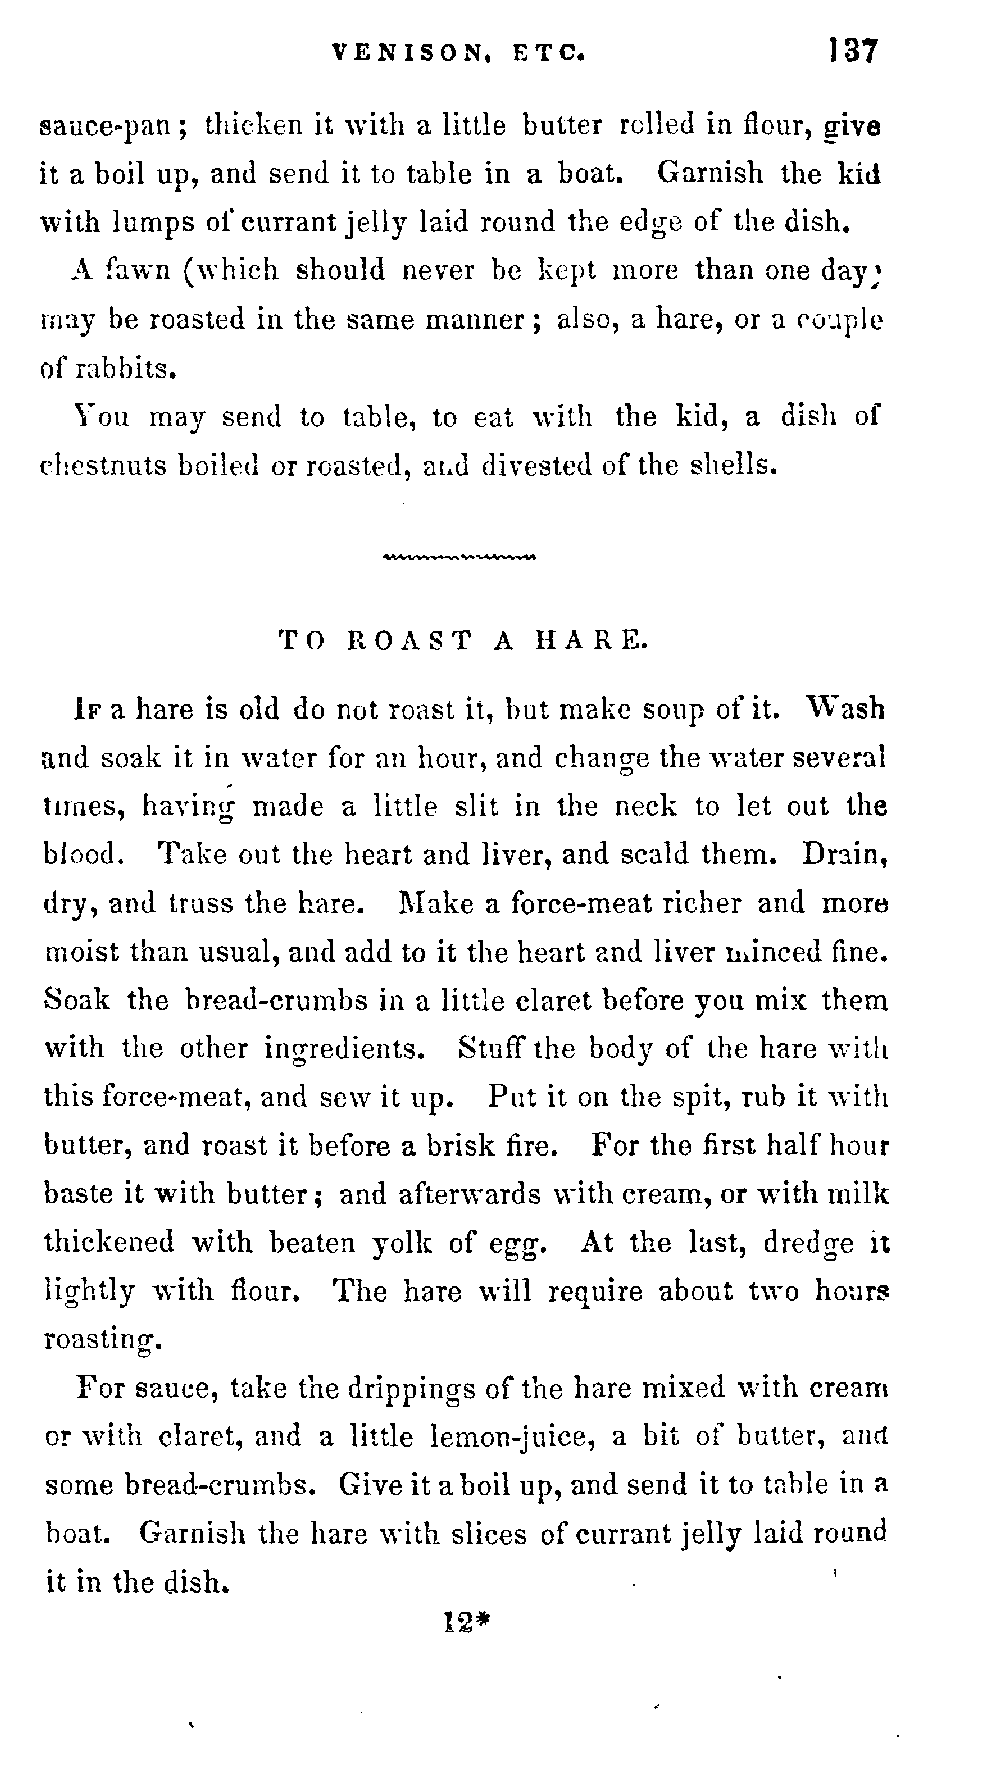 VENISON, ETC. 137
sauce-pan; thicken it with a little butter rolled in flour, give
it a boil up, and send it to table in a boat. Garnish the kid
with lumps of currant jelly laid round the edge of the dish.
A fawn (which should never be kept more than one day)
may be roasted in the same manner; also, a hare, or a couple
of rabbits.
You may send to table, to eat with the kid, a dish of
chestnuts boiled or roasted, and divested of the shells.
TO ROAST A HARE.
If a hare is old do not roast it, but make soup of it. Wash
and soak it in water for an hour, and change the water several
times, having made a little slit in the neck to let out the
blood. Take out the heart and liver, and scald them. Drain,
dry, and truss the hare. Make a force-meat richer and more
moist than usual, and add to it the heart and liver minced fine.
Soak the bread-crumbs in a little claret before you mix them
with the other ingredients. Stuff the body of the hare with
this force-meat, and sew it up. Put it on the spit, rub it with
butter, and roast it before a brisk fire. For the first half hour
baste it with butter; and afterwards with cream, or with milk
thickened with beaten yolk of egg. At the last, dredge it
lightly with flour. The hare will require about two hours
roasting.
For sauce, take the drippings of the hare mixed with cream
or with claret, and a little lemon-juice, a bit of butter, and
some bread-crumbs. Give it a boil up, and send it to table in a
boat. Garnish the hare with slices of currant jelly laid round
it in the dish.
12*